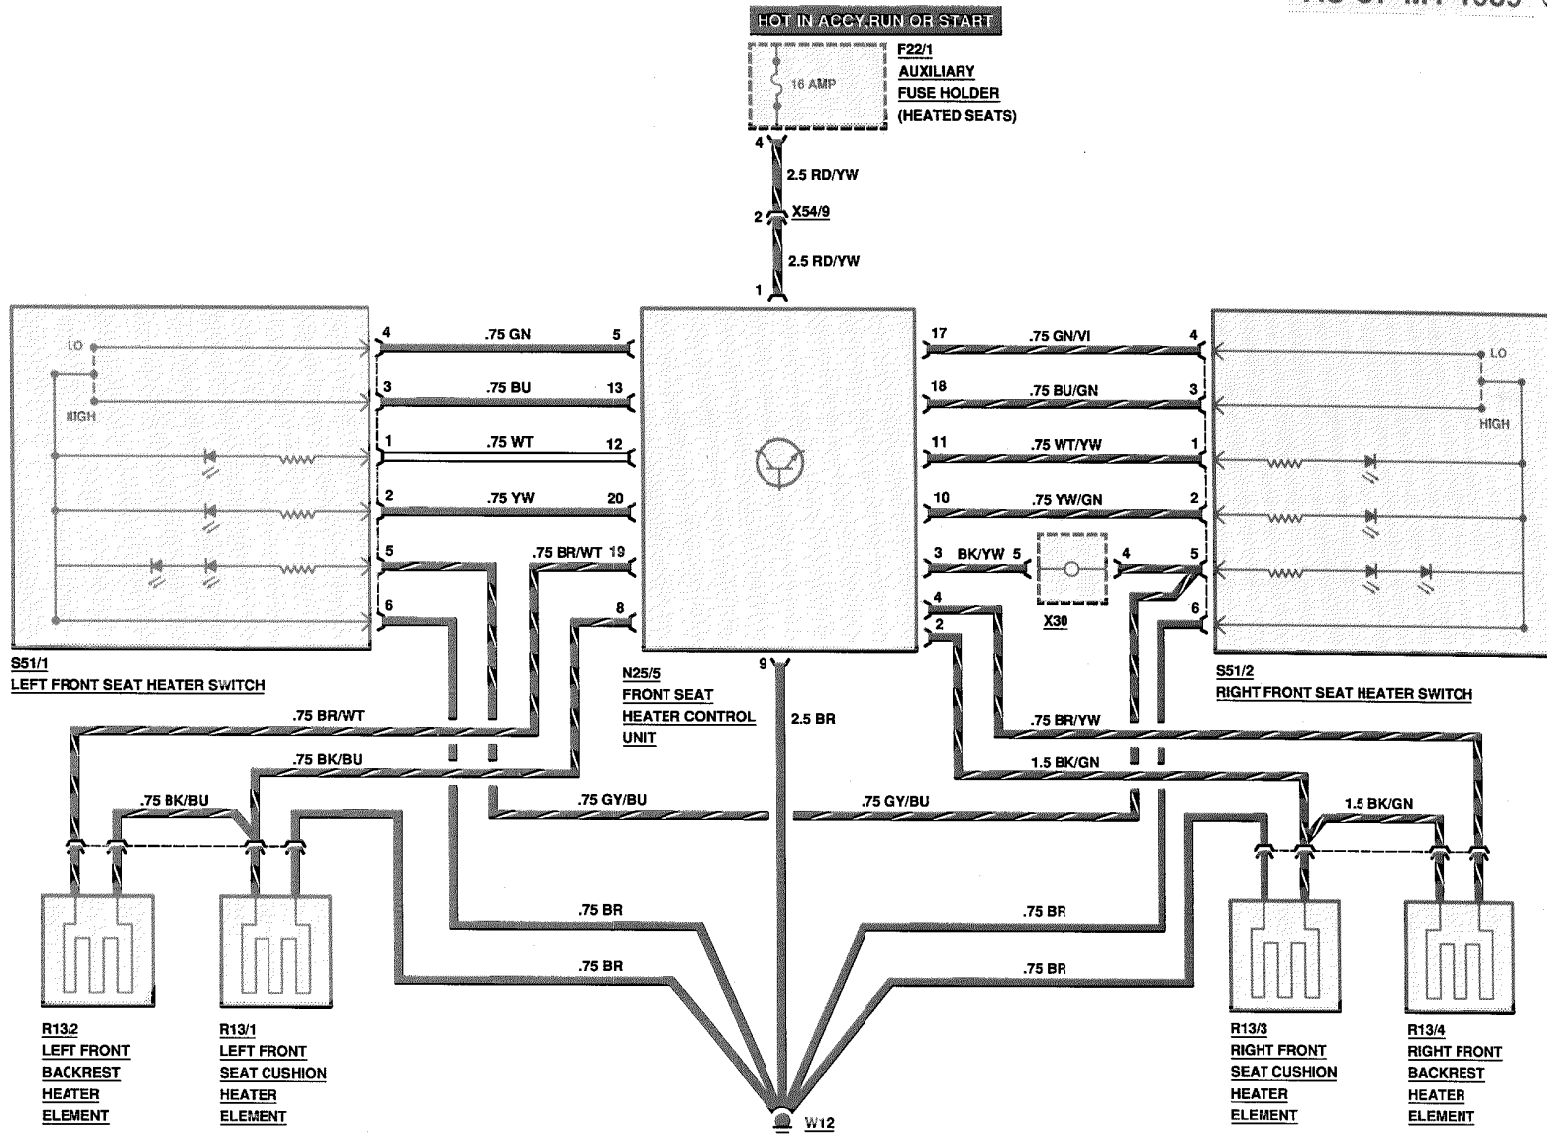 HOT IN ACCY,RUN OR START
F22/1
AUXILIARY
FUSE HOLDER
(HEATED SEATS)
16 AMP
4
2.5 RD/YW
2
X54/9
2.5 RD/YW
1
LO
HIGH
4
.75 GN
5
3
.75 BU
13
1
.75 WT
12
2
.75 YW
20
5
.75 BR/WT 19
6
8
S51/1
LEFT FRONT SEAT HEATER SWITCH
17
.75 GN/VI
4
18
.75 BU/GN
3
11
.75 WT/YW
1
10
.75 YW/GN
2
3
BK/YW
5
4
5
4
6
2
X30
LO
HIGH
S51/2
RIGHT FRONT SEAT HEATER SWITCH
9
N25/5
FRONT SEAT
HEATER CONTROL
UNIT
2.5 BR
.75 BR/WT
.75 BK/BU
.75 BK/BU
.75 GY/BU
.75 GY/BU
.75 BR/YW
1.5 BK/GN
1.5 BK/GN
.75 BR
.75 BR
.75 BR
.75 BR
R13.2
LEFT FRONT
BACKREST
HEATER
ELEMENT
R13/1
LEFT FRONT
SEAT CUSHION
HEATER
ELEMENT
R13/3
RIGHT FRONT
SEAT CUSHION
HEATER
ELEMENT
R13/4
RIGHT FRONT
BACKREST
HEATER
ELEMENT
W12